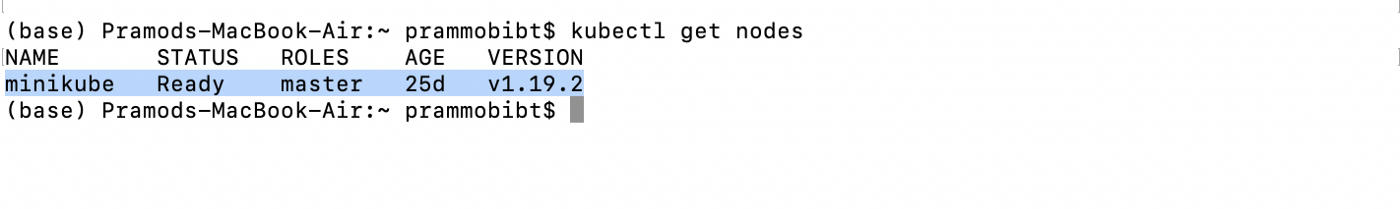 (base) Pramods-MacBook-Air:~ prammobibt$ kubectl get nodes
NAME       STATUS   ROLES    AGE   VERSION
minikube   Ready    master   25d   v1.19.2
(base) Pramods-MacBook-Air:~ prammobibt$